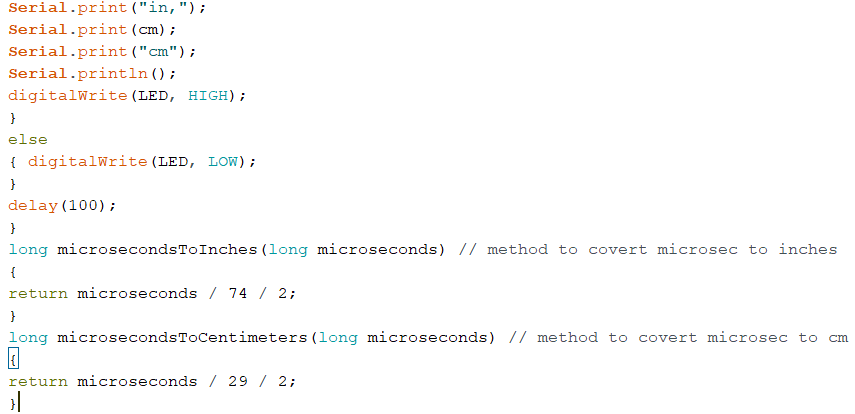 Serial.print("in,");
Serial.print(cm);
Serial.print("cm");
Serial.println();
digitalWrite(LED, HIGH);
}
else
{ digitalWrite(LED, LOW);
}
delay(100);
}
long microsecondsToInches(long microseconds) // method to covert microsec to inches
{
return microseconds / 74 / 2;
}
long microsecondsToCentimeters(long microseconds) // method to covert microsec to cm
{
return microseconds / 29 / 2;
}